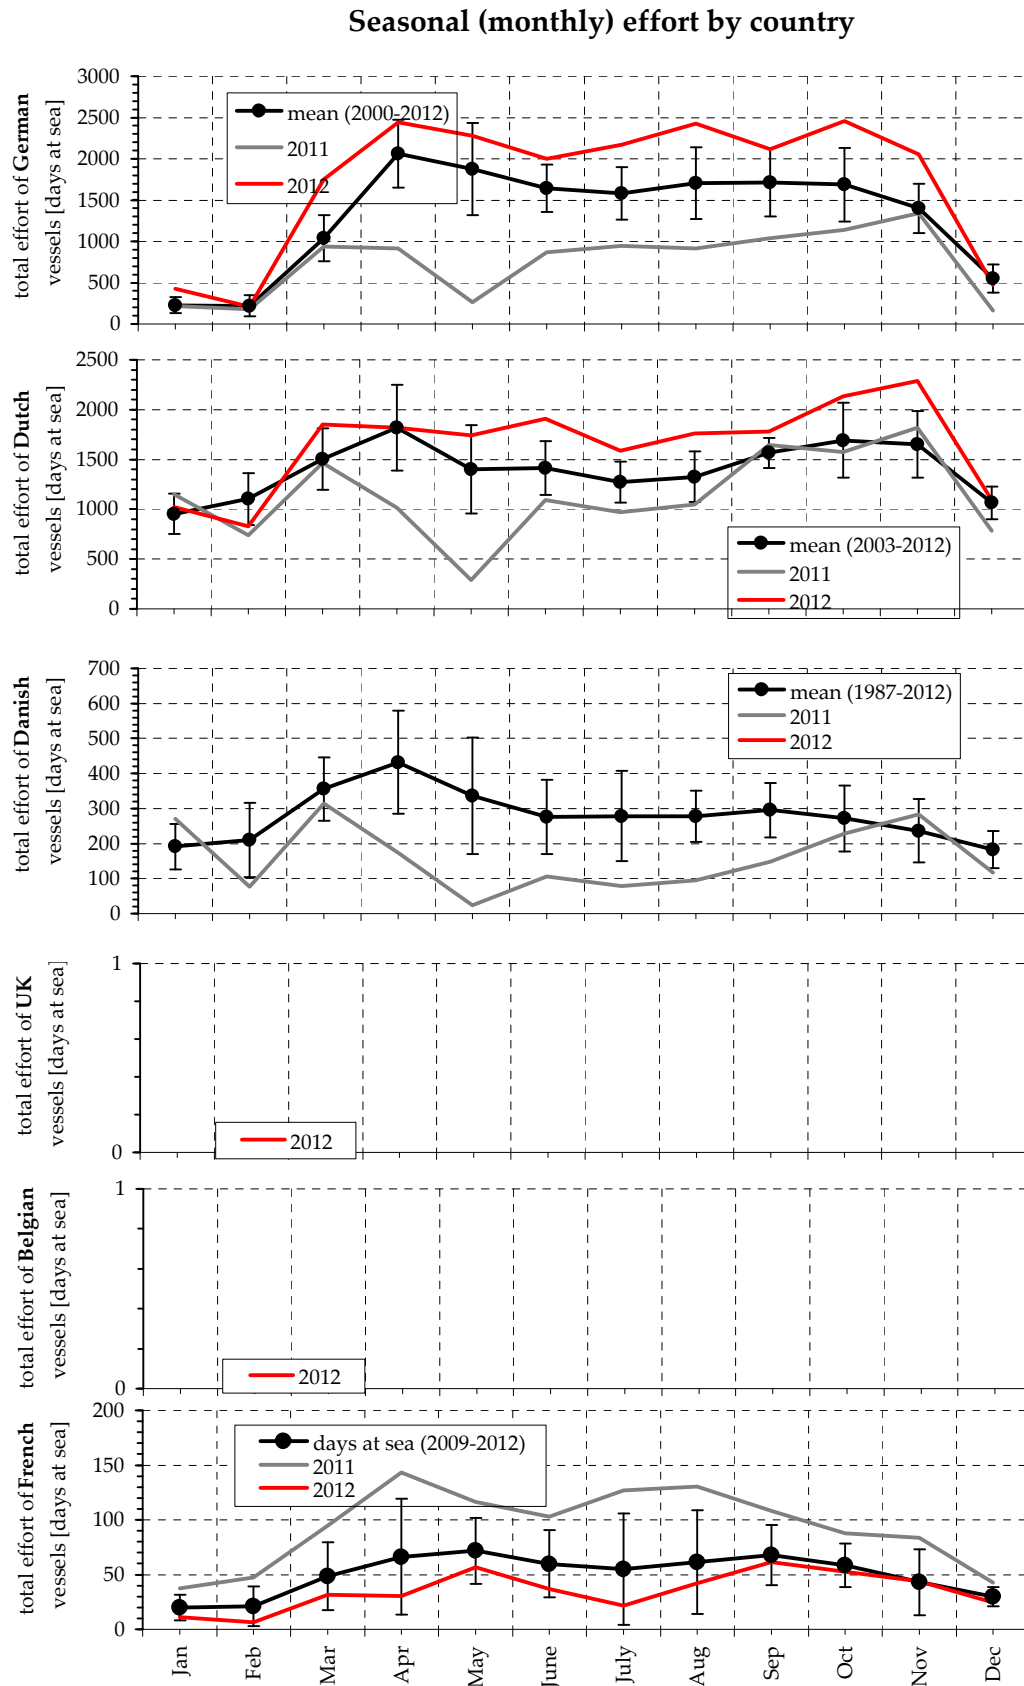 Seasonal (monthly) effort by country
total effort of German
vessels [days at sea]
3000
2500
2000
1500
1000
500
0
mean (2000-2012)
2011
2012
total effort of Dutch
vessels [days at sea]
2500
2000
1500
1000
500
0
mean (2003-2012)
2011
2012
total effort of Danish
vessels [days at sea]
700
600
500
400
300
200
100
0
mean (1987-2012)
2011
2012
total effort of UK
vessels [days at sea]
1
0
2012
total effort of Belgian
vessels [days at sea]
1
0
2012
total effort of French
vessels [days at sea]
200
150
100
50
0
days at sea (2009-2012)
2011
2012
Jan
Feb
Mar
Apr
May
June
July
Aug
Sep
Oct
Nov
Dec